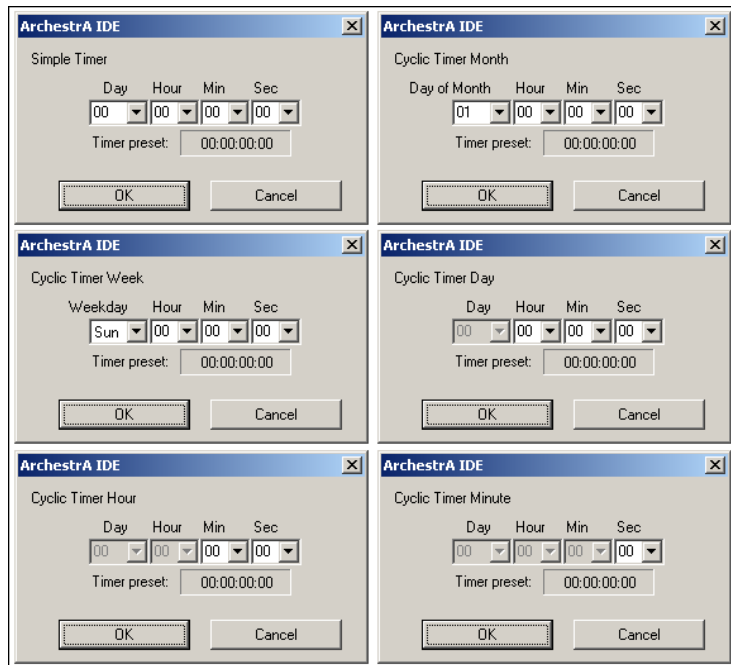 ArchestrA IDE
Simple Timer
Day Hour Min Sec
00 00 00 00
Timer preset: 00:00:00:00
OK Cancel
ArchestrA IDE
Cyclic Timer Month
Day of Month Hour Min Sec
01 00 00 00
Timer preset: 00:00:00:00
OK Cancel
ArchestrA IDE
Cyclic Timer Week
Weekday Hour Min Sec
Sun 00 00 00
Timer preset: 00:00:00:00
OK Cancel
ArchestrA IDE
Cyclic Timer Day
Day Hour Min Sec
00 00 00 00
Timer preset: 00:00:00:00
OK Cancel
ArchestrA IDE
Cyclic Timer Hour
Day Hour Min Sec
00 00 00 00
Timer preset: 00:00:00:00
OK Cancel
ArchestrA IDE
Cyclic Timer Minute
Day Hour Min Sec
00 00 00 00
Timer preset: 00:00:00:00
OK Cancel